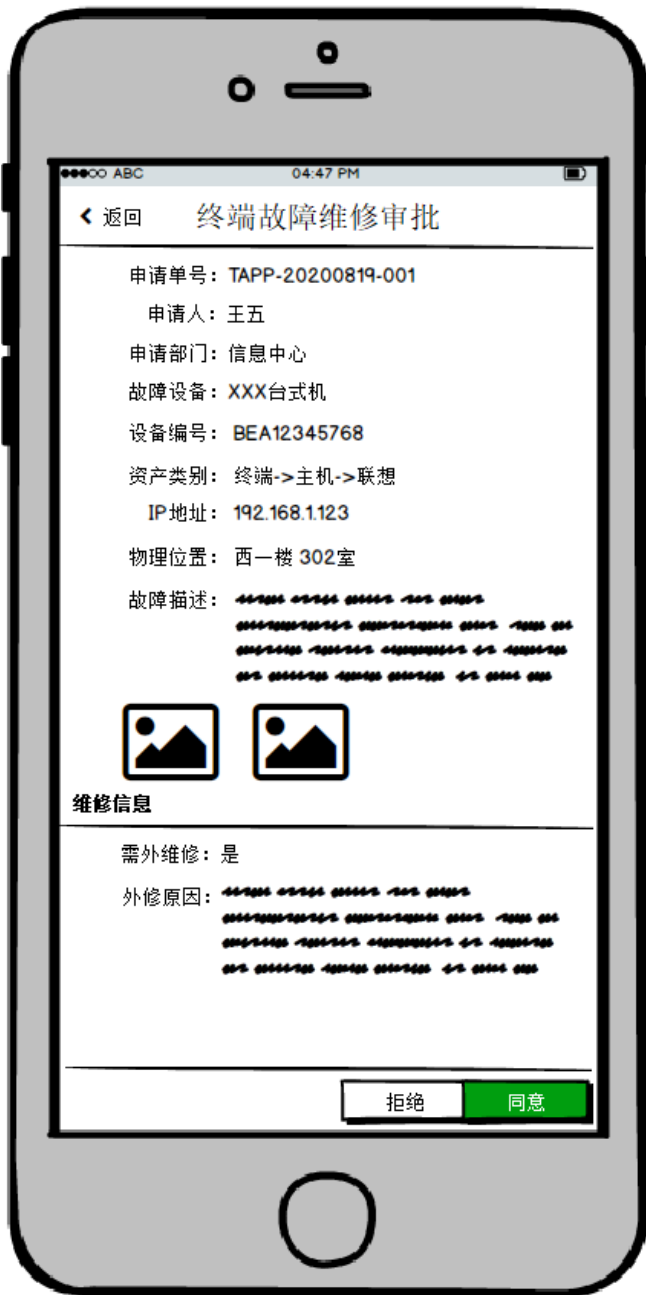 ABC 04:47 PM
返回 终端故障维修审批
申请单号：TAPP-20200819-001
申请人：王五
申请部门：信息中心
故障设备：XXX台式机
设备编号：BEA12345768
资产类别：终端->主机->联想
IP地址：192.168.1.123
物理位置：西一楼 302室
故障描述：
维修信息
需外维修：是
外修原因：
拒绝 同意